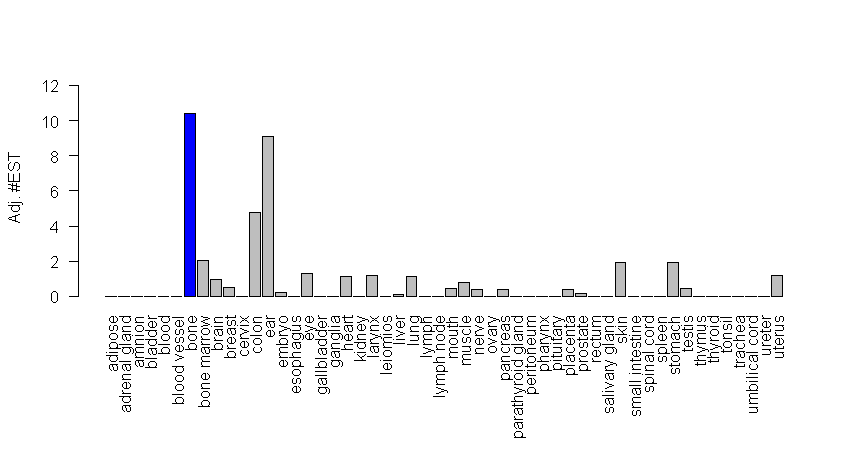 Adj. #EST
12
10
8
6
4
2
0
adipose
adrenal gland
amnion
bladder
blood
blood vessel
bone
bone marrow
brain
breast
cervix
colon
ear
embryo
esophagus
eye
gallbladder
ganglia
heart
kidney
larynx
leiomios
liver
lung
lymph
lymph node
mouth
muscle
nerve
ovary
pancreas
parathyroid gland
peritoneum
pharynx
pituitary
placenta
prostate
rectum
salivary gland
skin
small intestine
spinal cord
spleen
stomach
testis
thymus
thyroid
tonsil
trachea
umbilical cord
ureter
uterus